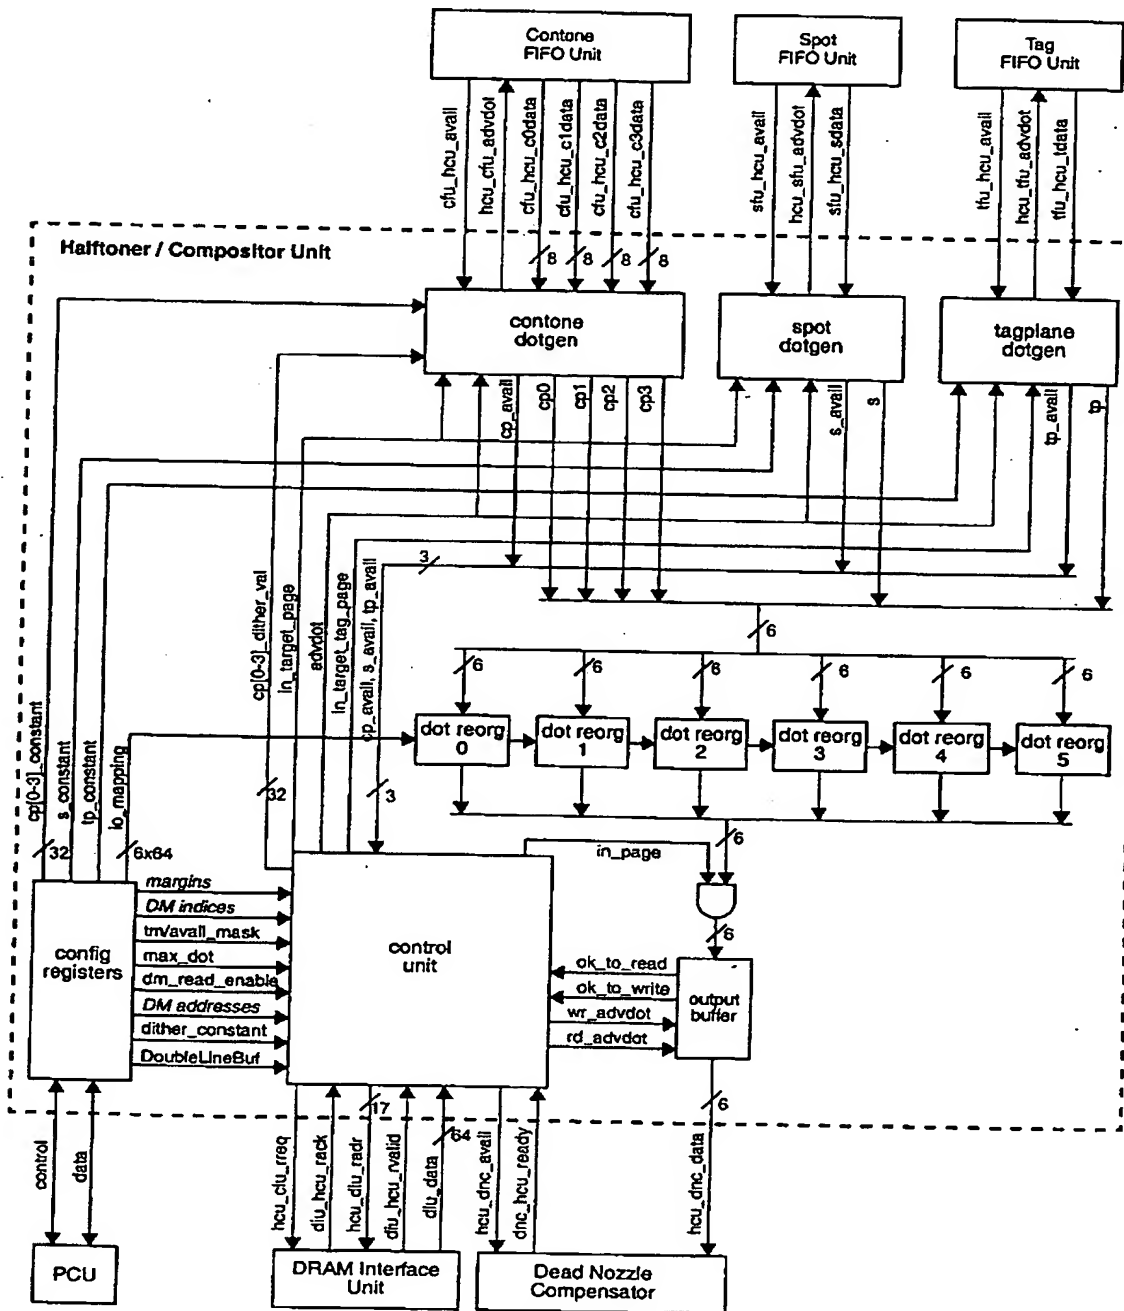 Contone
FIFO Unit
Spot
FIFO Unit
Tag
FIFO Unit
cfu_hcu_avail
hcu_cfu_advdot
cfu_hcu_c0data
cfu_hcu_c1data
cfu_hcu_c2data
cfu_hcu_c3data
sfu_hcu_avail
hcu_sfu_advdot
sfu_hcu_sdata
tfu_hcu_avail
hcu_tfu_advdot
tfu_hcu_tdata
Halftoner / Compositor Unit
8
8
8
8
contone
dotgen
spot
dotgen
tagplane
dotgen
cp_avail
cp0
cp1
cp2
cp3
s_avail
s
tp_avail
tp
3
6
cp[0-3]_dither_val
in_target_page
advdot
in_target_tag_page
cp_avail, s_avail, tp_avail
6
6
6
6
6
6
dot reorg
0
dot reorg
1
dot reorg
2
dot reorg
3
dot reorg
4
dot reorg
5
cp[0-3]_constant
s_constant
tp_constant
io_mapping
32
3
32
6x64
6
in_page
6
config
registers
margins
DM indices
tm/avail_mask
max_dot
dm_read_enable
DM addresses
dither_constant
DoubleLineBuf
control
unit
ok_to_read
ok_to_write
wr_advdot
rd_advdot
output
buffer
17
64
6
control
data
hcu_clu_rreq
diu_hcu_rack
hcu_diu_radr
diu_hcu_rvalid
diu_data
hcu_dnc_avail
dnc_hcu_ready
hcu_dnc_data
PCU
DRAM Interface
Unit
Dead Nozzle
Compensator